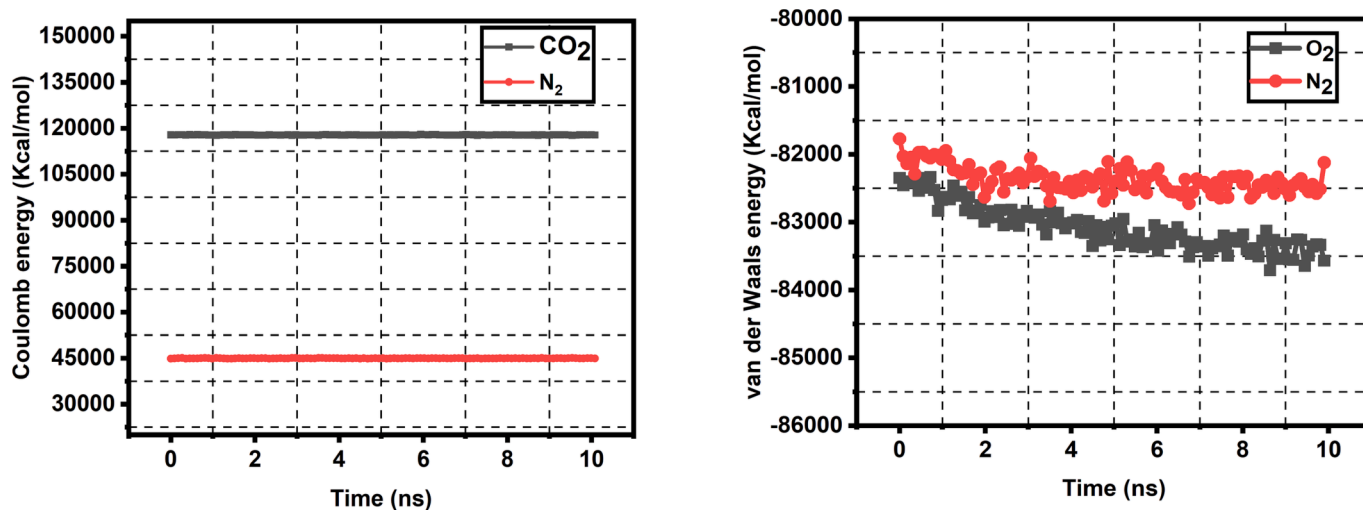 Coulomb energy (Kcal/mol)
150000
135000
120000
105000
90000
75000
60000
45000
30000
0 2 4 6 8 10
Time (ns)
CO2
N2
van der Waals energy (Kcal/mol)
-80000
-81000
-82000
-83000
-84000
-85000
-86000
0 2 4 6 8 10
Time (ns)
O2
N2